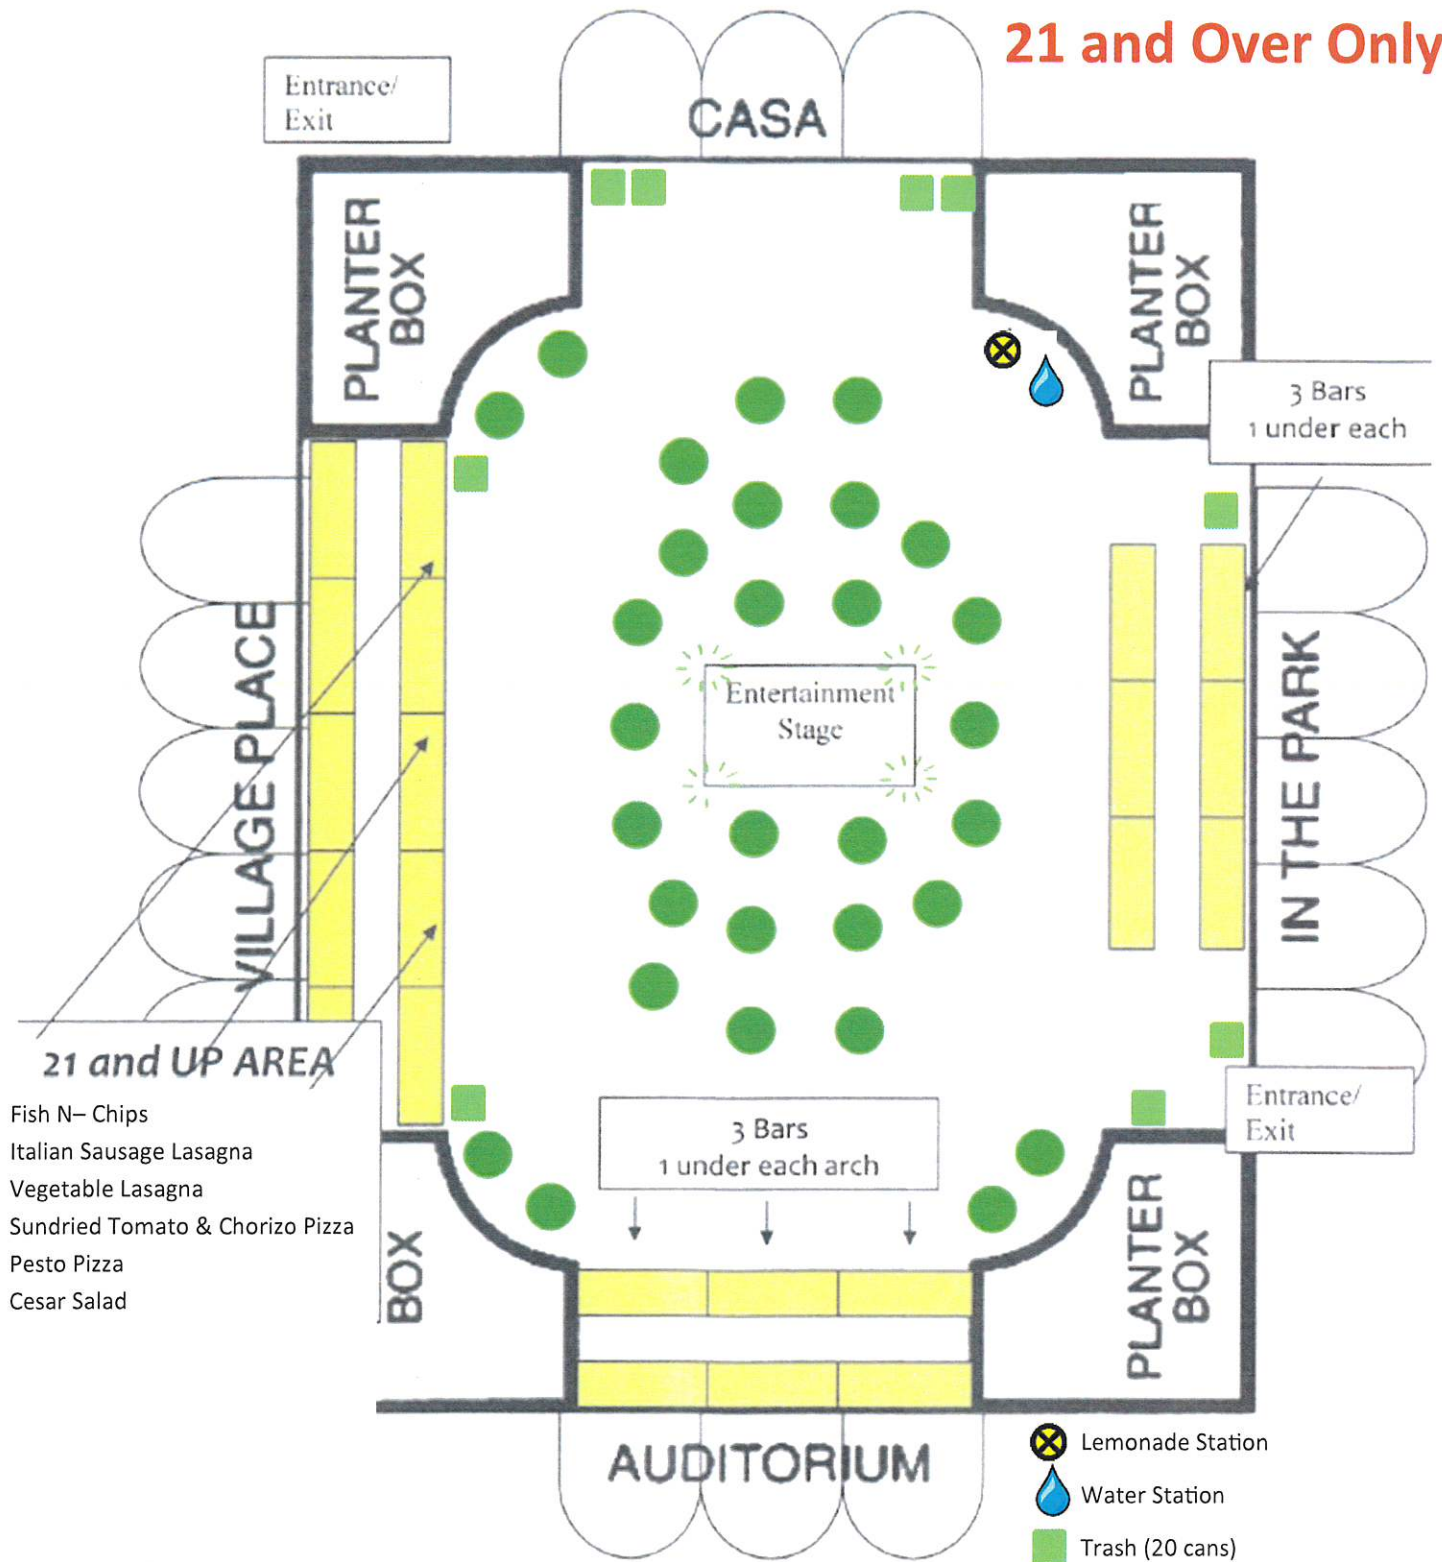 21 and Over Only
Entrance/
Exit
CASA
PLANTER
BOX
PLANTER
BOX
3 Bars
1 under each
VILLAGE PLACE
Entertainment
Stage
IN THE PARK
21 and UP AREA
Fish N– Chips
Italian Sausage Lasagna
Vegetable Lasagna
Sundried Tomato & Chorizo Pizza
Pesto Pizza
Cesar Salad
3 Bars
1 under each arch
Entrance/
Exit
BOX
PLANTER
BOX
AUDITORIUM
Lemonade Station
Water Station
Trash (20 cans)